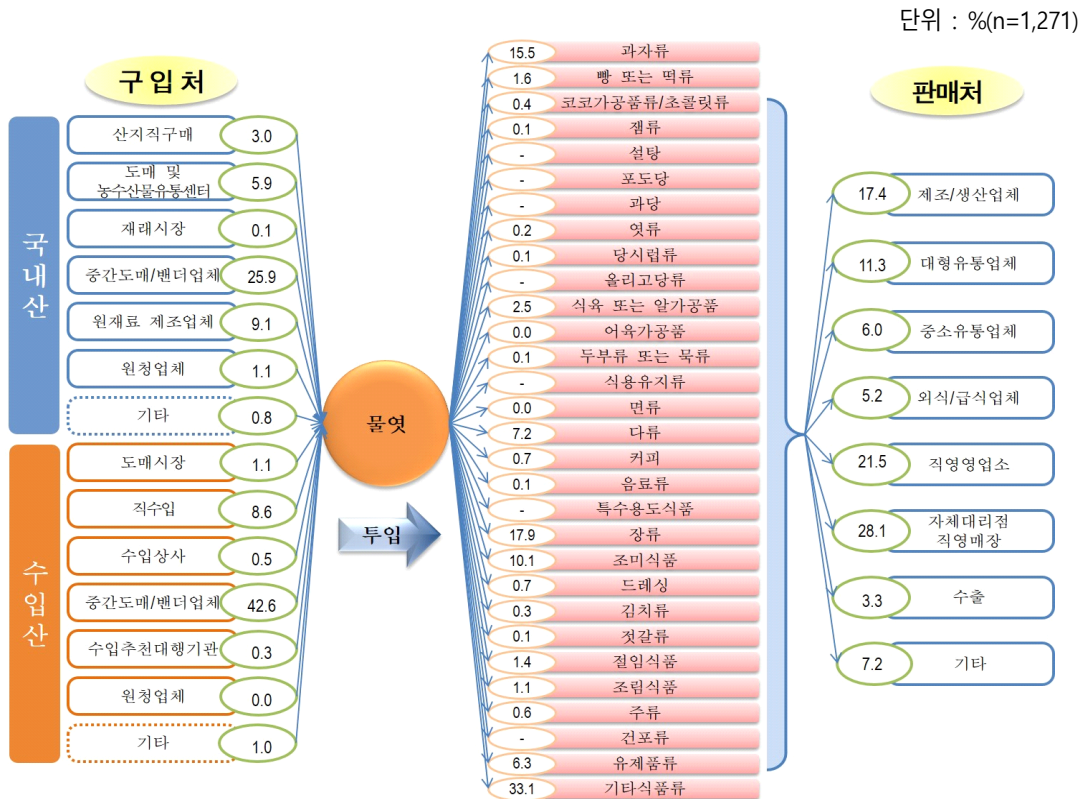 단위 : %(n=1,271)
구입처
국내산
산지직구매 3.0
도매 및
농수산물유통센터 5.9
재래시장 0.1
중간도매/밴더업체 25.9
원재료 제조업체 9.1
원청업체 1.1
기타 0.8
수입산
도매시장 1.1
직수입 8.6
수입상사 0.5
중간도매/밴더업체 42.6
수입추천대행기관 0.3
원청업체 0.0
기타 1.0
물엿
투입
15.5 과자류
1.6 빵 또는 떡류
0.4 코코가공품류/초콜릿류
0.1 잼류
- 설탕
- 포도당
- 과당
0.2 엿류
0.1 당시럽류
- 올리고당류
2.5 식육 또는 알가공품
0.0 어육가공품
0.1 두부류 또는 묵류
- 식용유지류
0.0 면류
7.2 다류
0.7 커피
0.1 음료류
- 특수용도식품
17.9 장류
10.1 조미식품
0.7 드레싱
0.3 김치류
0.1 젓갈류
1.4 절임식품
1.1 조림식품
0.6 주류
- 건포류
6.3 유제품류
33.1 기타식품류
판매처
17.4 제조/생산업체
11.3 대형유통업체
6.0 중소유통업체
5.2 외식/급식업체
21.5 직영영업소
28.1 자체대리점
직영매장
3.3 수출
7.2 기타